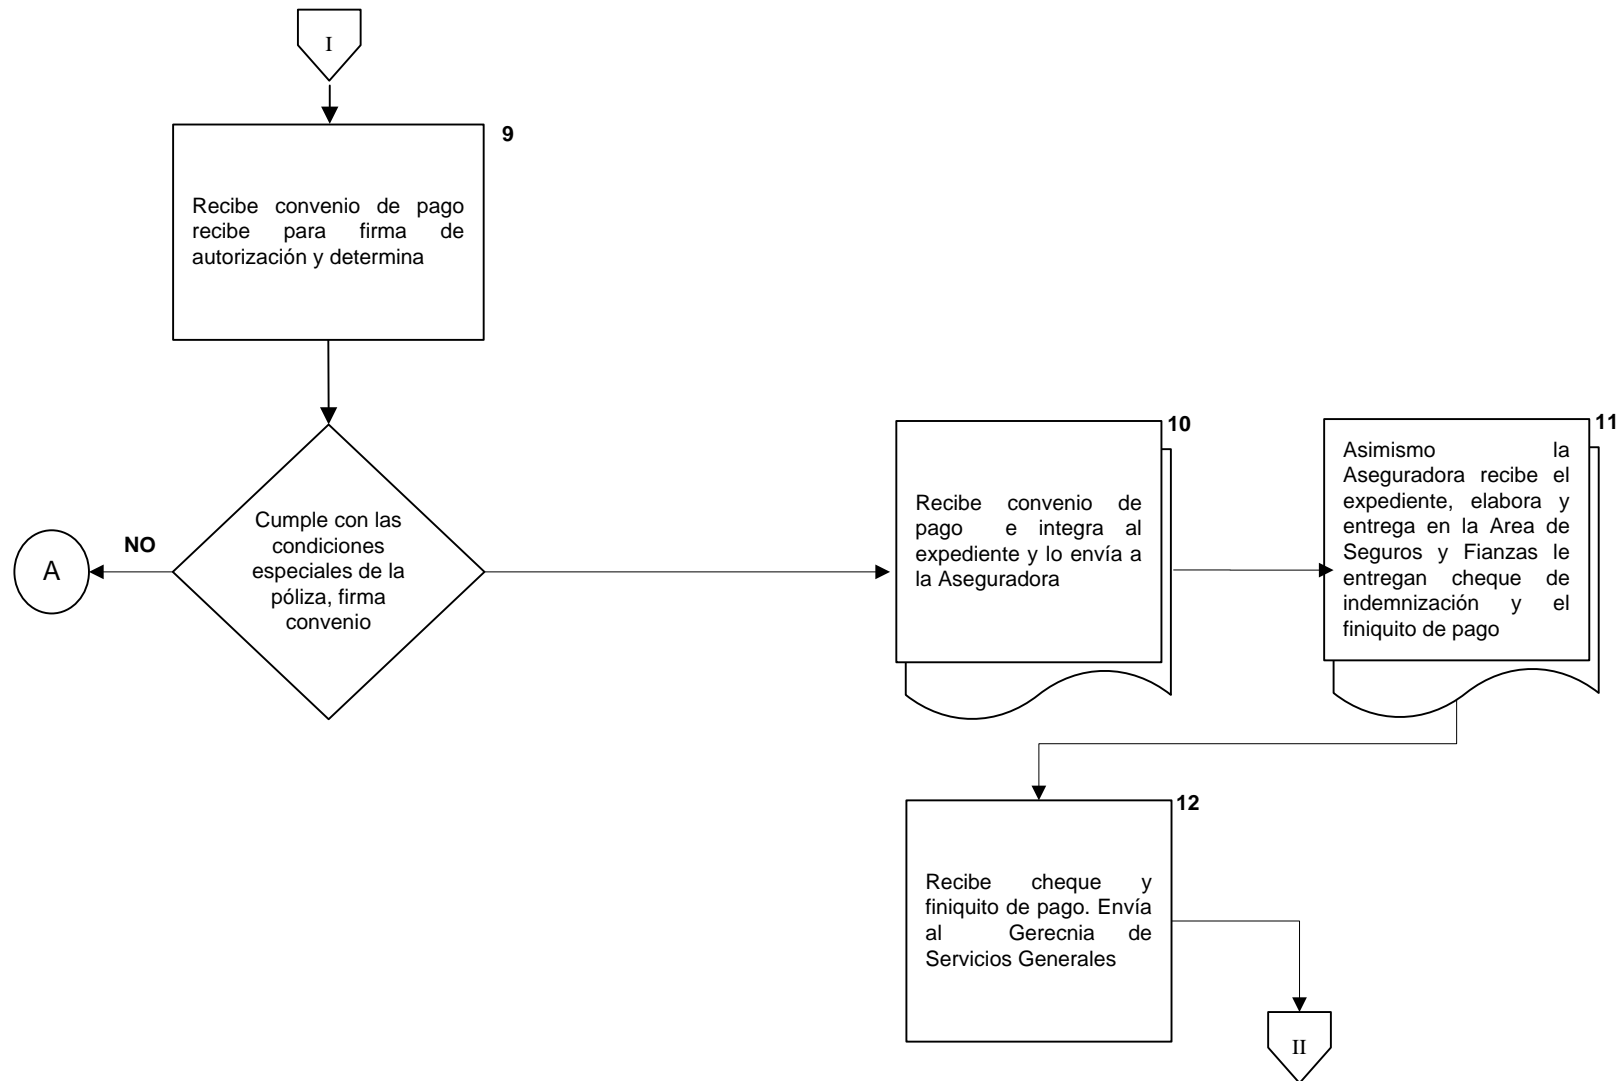 I
9
Recibe convenio de pago
recibe para firma de
autorización y determina
Cumple con las
condiciones
especiales de la
póliza, firma
convenio
NO
A
10
Recibe convenio de
pago e integra al
expediente y lo envía a
la Aseguradora
11
Asimismo la
Aseguradora recibe el
expediente, elabora y
entrega en la Area de
Seguros y Fianzas le
entregan cheque de
indemnización y el
finiquito de pago
12
Recibe cheque y
finiquito de pago. Envía
al Gerecnia de
Servicios Generales
II